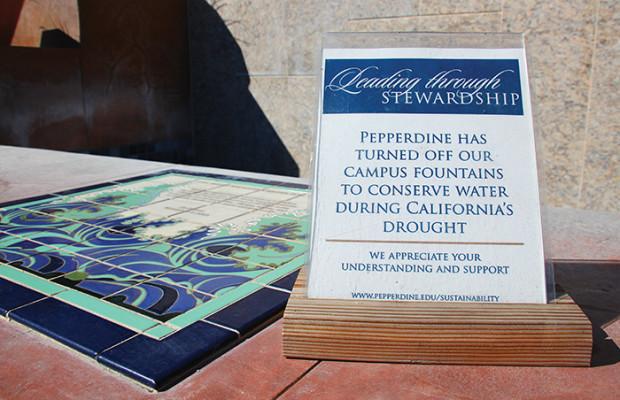 Leading through
STEWARDSHIP
PEPPERDINE HAS
TURNED OFF OUR
CAMPUS FOUNTAINS
TO CONSERVE WATER
DURING CALIFORNIA'S
DROUGHT
WE APPRECIATE YOUR
UNDERSTANDING AND SUPPORT
WWW.PEPPERDINE.EDU/SUSTAINABILITY